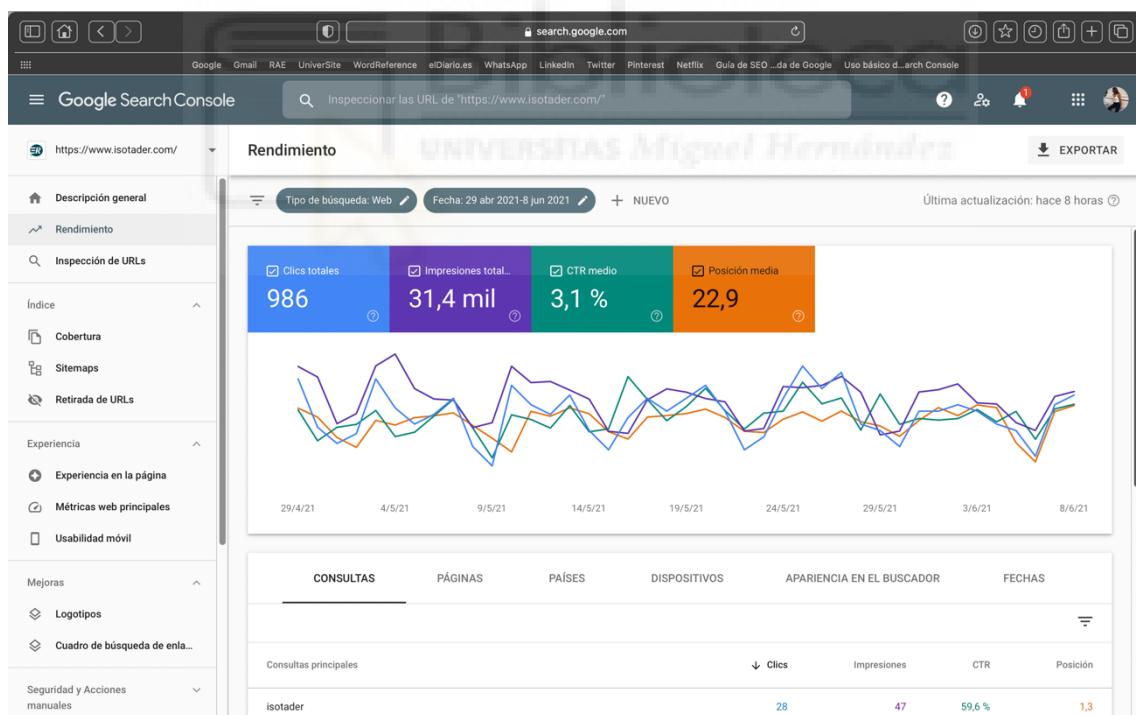 search.google.com
Google Gmail RAE UniverSite WordReference elDiario.es WhatsApp LinkedIn Twitter Pinterest Netflix Guía de SEO ...da de Google Uso básico d...arch Console
Google Search Console
Inspeccionar las URL de "https://www.isotader.com/"
1
Biblioteca
UNIVERSITAS Miguel Hernández
https://www.isotader.com/
Rendimiento
EXPORTAR
Descripción general
Rendimiento
Inspección de URLs
Índice
Cobertura
Sitemaps
Retirada de URLs
Experiencia
Experiencia en la página
Métricas web principales
Usabilidad móvil
Mejoras
Logotipos
Cuadro de búsqueda de enla...
Seguridad y Acciones
manuales
Tipo de búsqueda: Web
Fecha: 29 abr 2021-8 jun 2021
+ NUEVO
Última actualización: hace 8 horas
Clics totales
986
Impresiones total...
31,4 mil
CTR medio
3,1 %
Posición media
22,9
29/4/21 4/5/21 9/5/21 14/5/21 19/5/21 24/5/21 29/5/21 3/6/21 8/6/21
CONSULTAS PÁGINAS PAÍSES DISPOSITIVOS APARIENCIA EN EL BUSCADOR FECHAS
Consultas principales Clics Impresiones CTR Posición
isotader 28 47 59,6 % 1,3